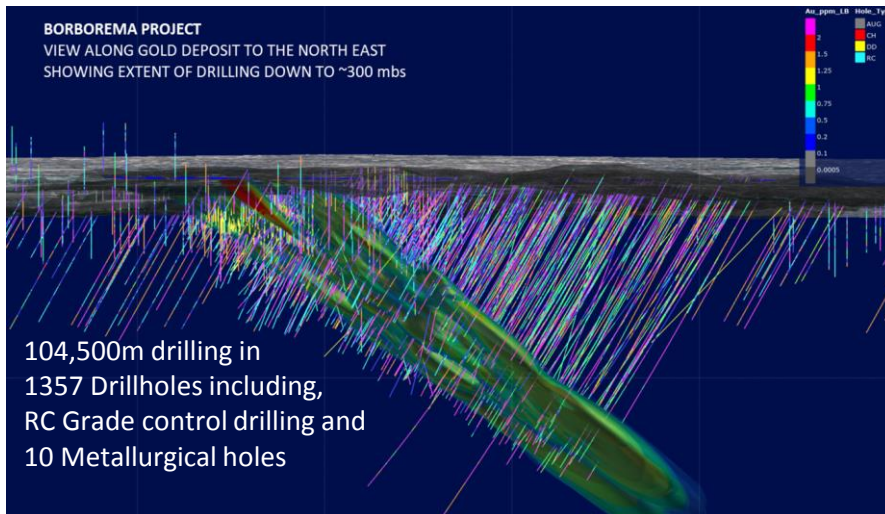 BORBOREMA PROJECT
VIEW ALONG GOLD DEPOSIT TO THE NORTH EAST
SHOWING EXTENT OF DRILLING DOWN TO ~300 mbs
Au_ppm_LB Hole_Ty
2
1.5
1.25
1
0.75
0.5
0.2
0.1
0.0005
AUG
CH
DD
RC
104,500m drilling in
1357 Drillholes including,
RC Grade control drilling and
10 Metallurgical holes